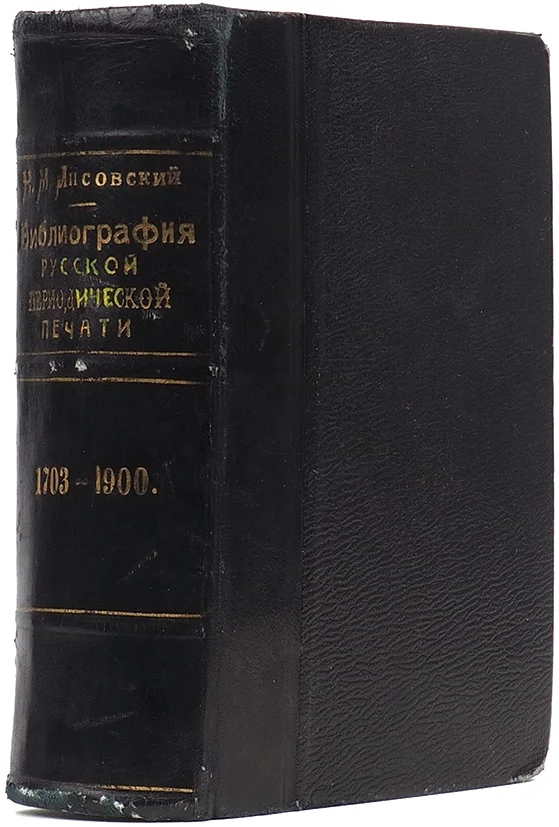 Н. М. Лисовский
Библиография
РУССКОЙ
ПЕРИОДИЧЕСКОЙ
ПЕЧАТИ
1703-1900.